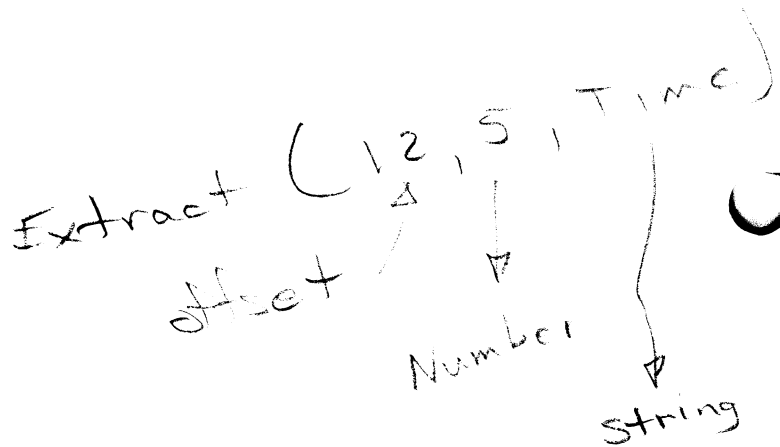 Extract (12, 5, Time)
offset
Number
string